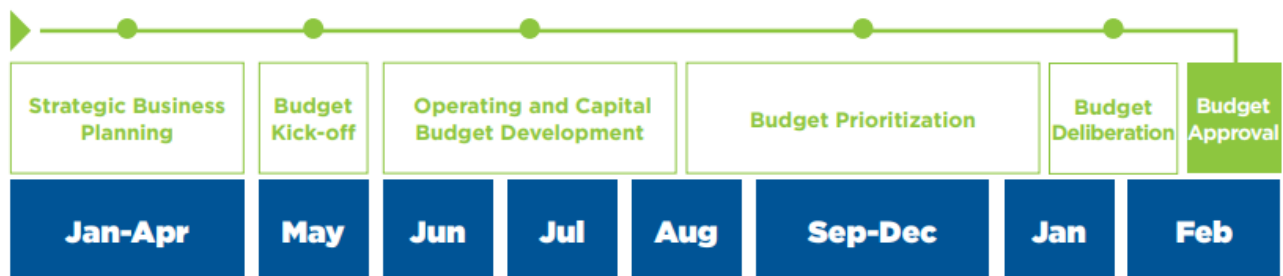 Strategic Business
Planning
Budget
Kick-off
Operating and Capital
Budget Development
Budget Prioritization
Budget
Deliberation
Budget
Approval
Jan-Apr
May
Jun
Jul
Aug
Sep-Dec
Jan
Feb